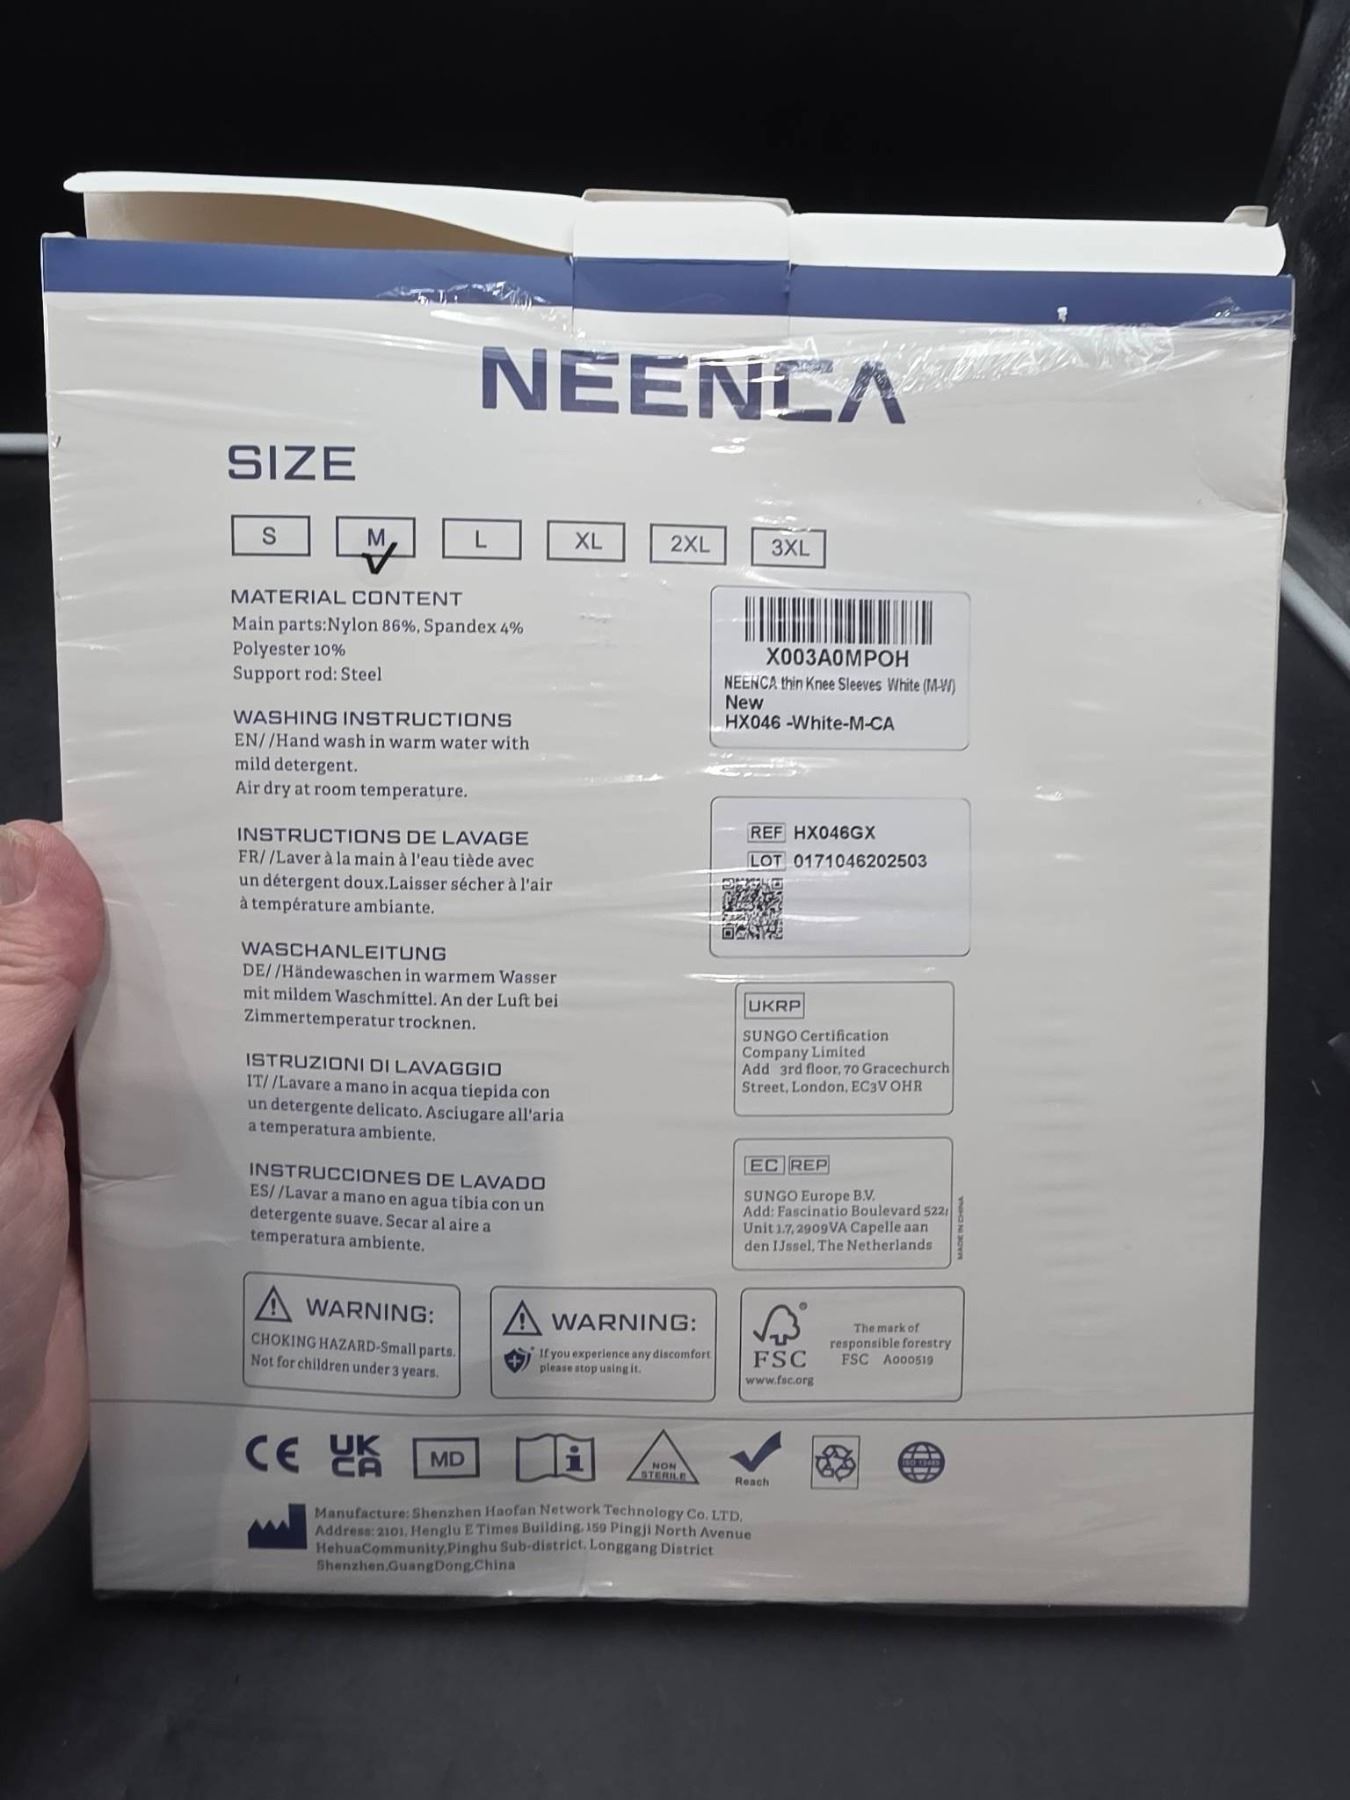 NEENCA
SIZE
S M L XL 2XL 3XL
MATERIAL CONTENT
Main parts:Nylon 86%, Spandex 4%
Polyester 10%
Support rod: Steel
WASHING INSTRUCTIONS
EN//Hand wash in warm water with
mild detergent.
Air dry at room temperature.
INSTRUCTIONS DE LAVAGE
FR//Laver à la main à l'eau tiède avec
un détergent doux.Laisser sécher à l'air
à température ambiante.
WASCHANLEITUNG
DE//Händewaschen in warmem Wasser
mit mildem Waschmittel. An der Luft bei
Zimmertemperatur trocknen.
ISTRUZIONI DI LAVAGGIO
IT//Lavare a mano in acqua tiepida con
un detergente delicato. Asciugare all'aria
a temperatura ambiente.
INSTRUCCIONES DE LAVADO
ES//Lavar a mano en agua tibia con un
detergente suave. Secar al aire a
temperatura ambiente.
X003A0MPOH
NEENCA thin Knee Sleeves White (M-W)
New
HX046 -White-M-CA
REF HX046GX
LOT 0171046202503
UKRP
SUNGO Certification
Company Limited
Add 3rd floor, 70 Gracechurch
Street, London, EC3V OHR
EC REP
SUNGO Europe B.V.
Add: Fascinatio Boulevard 522,
Unit 1.7, 2909VA Capelle aan
den IJssel, The Netherlands
MADE IN CHINA
WARNING:
CHOKING HAZARD-Small parts.
Not for children under 3 years.
WARNING:
If you experience any discomfort
please stop using it.
FSC
www.fsc.org
The mark of
responsible forestry
FSC A000519
CE
UK
CA
MD
i
NON
STERILE
Reach
ISO 13485
Manufacture: Shenzhen Haofan Network Technology Co. LTD.
Address: 2101, Henglu E Times Building, 159 Pingji North Avenue
HehuaCommunity,Pinghu Sub-district, Longgang District
Shenzhen,GuangDong,China